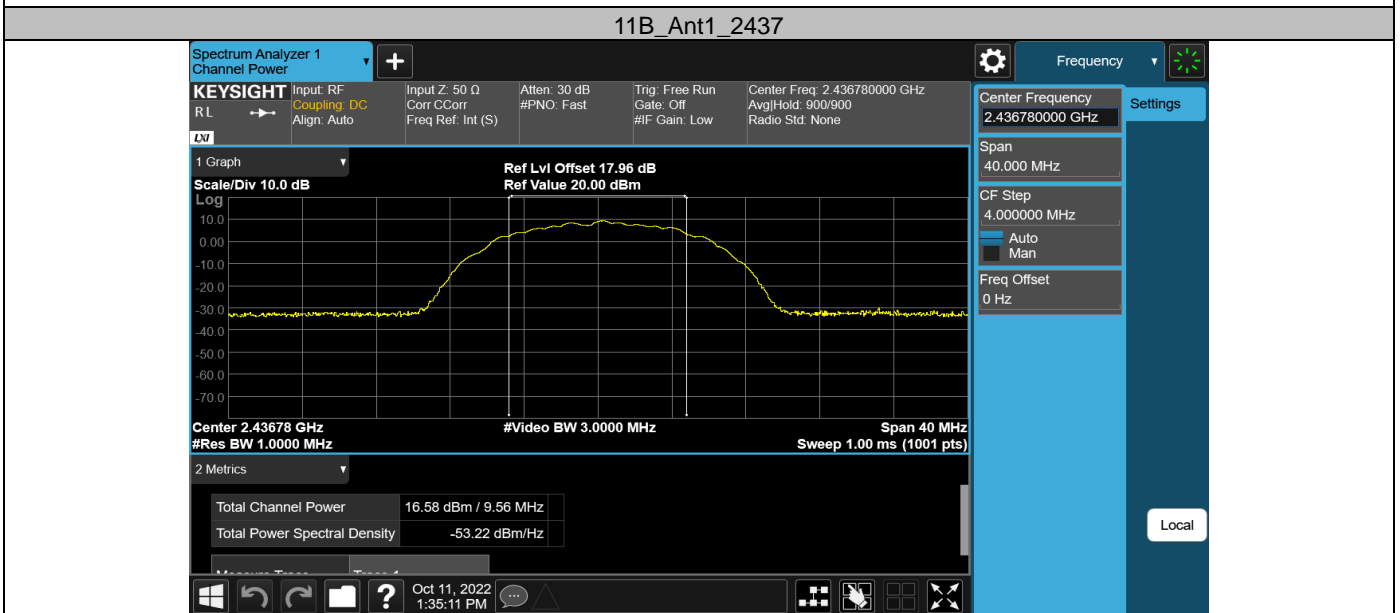 11B_Ant1_2437
Spectrum Analyzer 1
Channel Power
+
Frequency
KEYSIGHT
R L
LXI
Input: RF
Coupling: DC
Align: Auto
Input Z: 50 Ω
Corr CCorr
Freq Ref: Int (S)
Atten: 30 dB
#PNO: Fast
Trig: Free Run
Gate: Off
#IF Gain: Low
Center Freq: 2.436780000 GHz
Avg|Hold: 900/900
Radio Std: None
Center Frequency
2.436780000 GHz
Settings
Span
40.000 MHz
CF Step
4.000000 MHz
Auto
Man
Freq Offset
0 Hz
1 Graph
Ref Lvl Offset 17.96 dB
Scale/Div 10.0 dB
Ref Value 20.00 dBm
Log
10.0
0.00
-10.0
-20.0
-30.0
-40.0
-50.0
-60.0
-70.0
Center 2.43678 GHz
#Video BW 3.0000 MHz
Span 40 MHz
#Res BW 1.0000 MHz
Sweep 1.00 ms (1001 pts)
2 Metrics
Total Channel Power 16.58 dBm / 9.56 MHz
Total Power Spectral Density -53.22 dBm/Hz
Measure Trace Trace 1
Local
?
Oct 11, 2022
1:35:11 PM